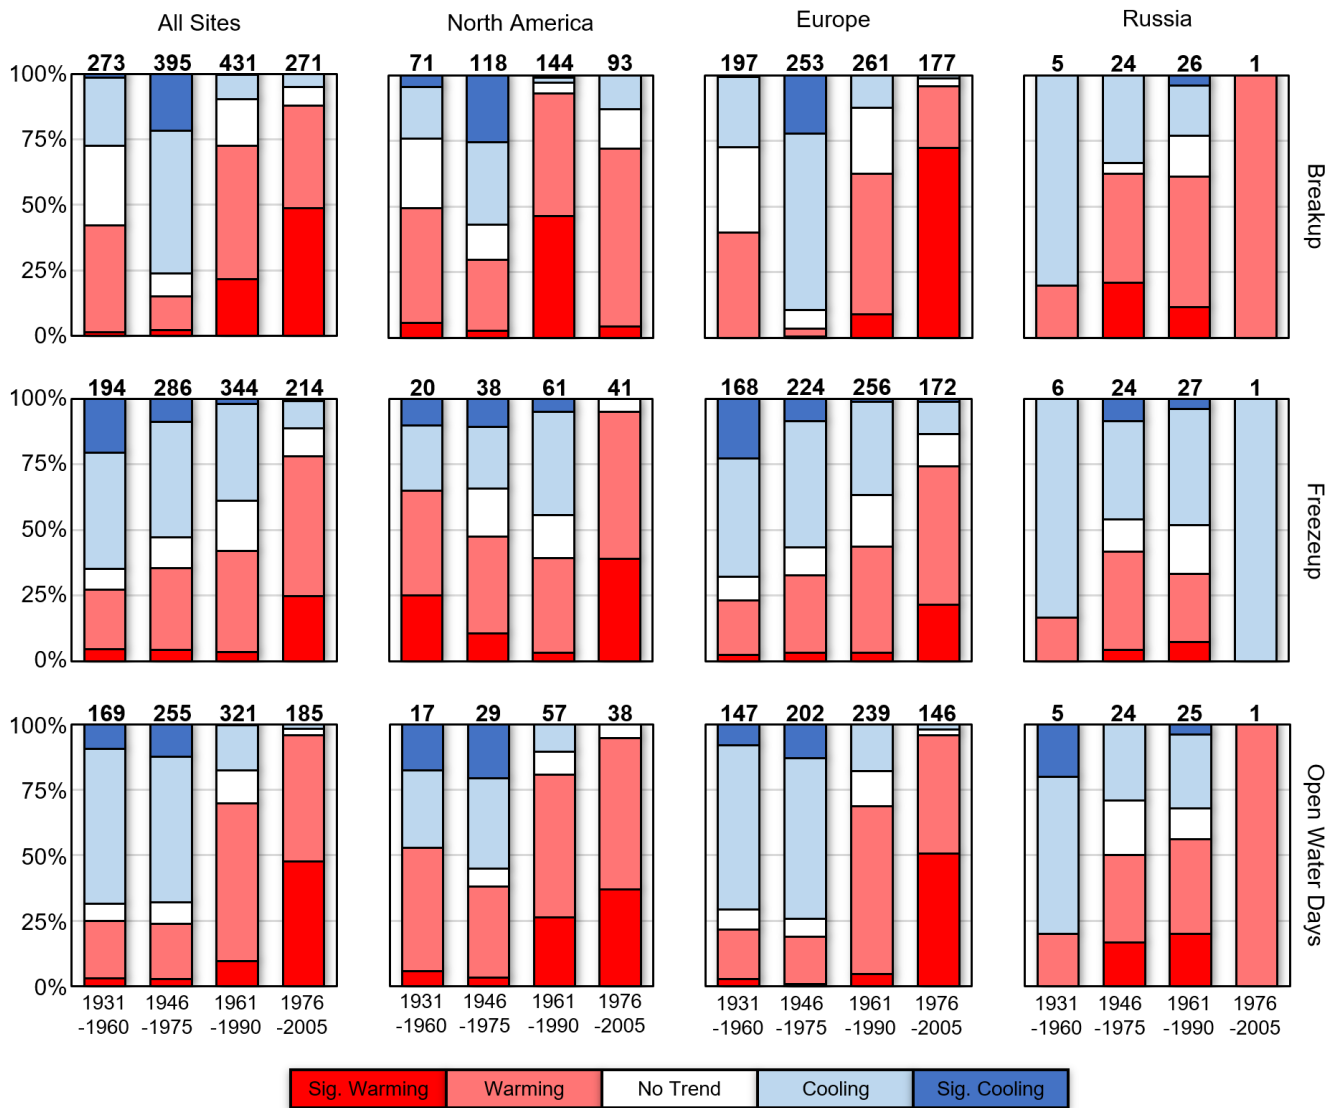 All Sites North America Europe Russia
273 395 431 271 71 118 144 93 197 253 261 177 5 24 26 1
100%
75%
50%
25%
0%
Breakup
194 286 344 214 20 38 61 41 168 224 256 172 6 24 27 1
100%
75%
50%
25%
0%
Freezeup
169 255 321 185 17 29 57 38 147 202 239 146 5 24 25 1
100%
75%
50%
25%
0%
Open Water Days
1931 1946 1961 1976 1931 1946 1961 1976 1931 1946 1961 1976 1931 1946 1961 1976
-1960 -1975 -1990 -2005 -1960 -1975 -1990 -2005 -1960 -1975 -1990 -2005 -1960 -1975 -1990 -2005
Sig. Warming Warming No Trend Cooling Sig. Cooling